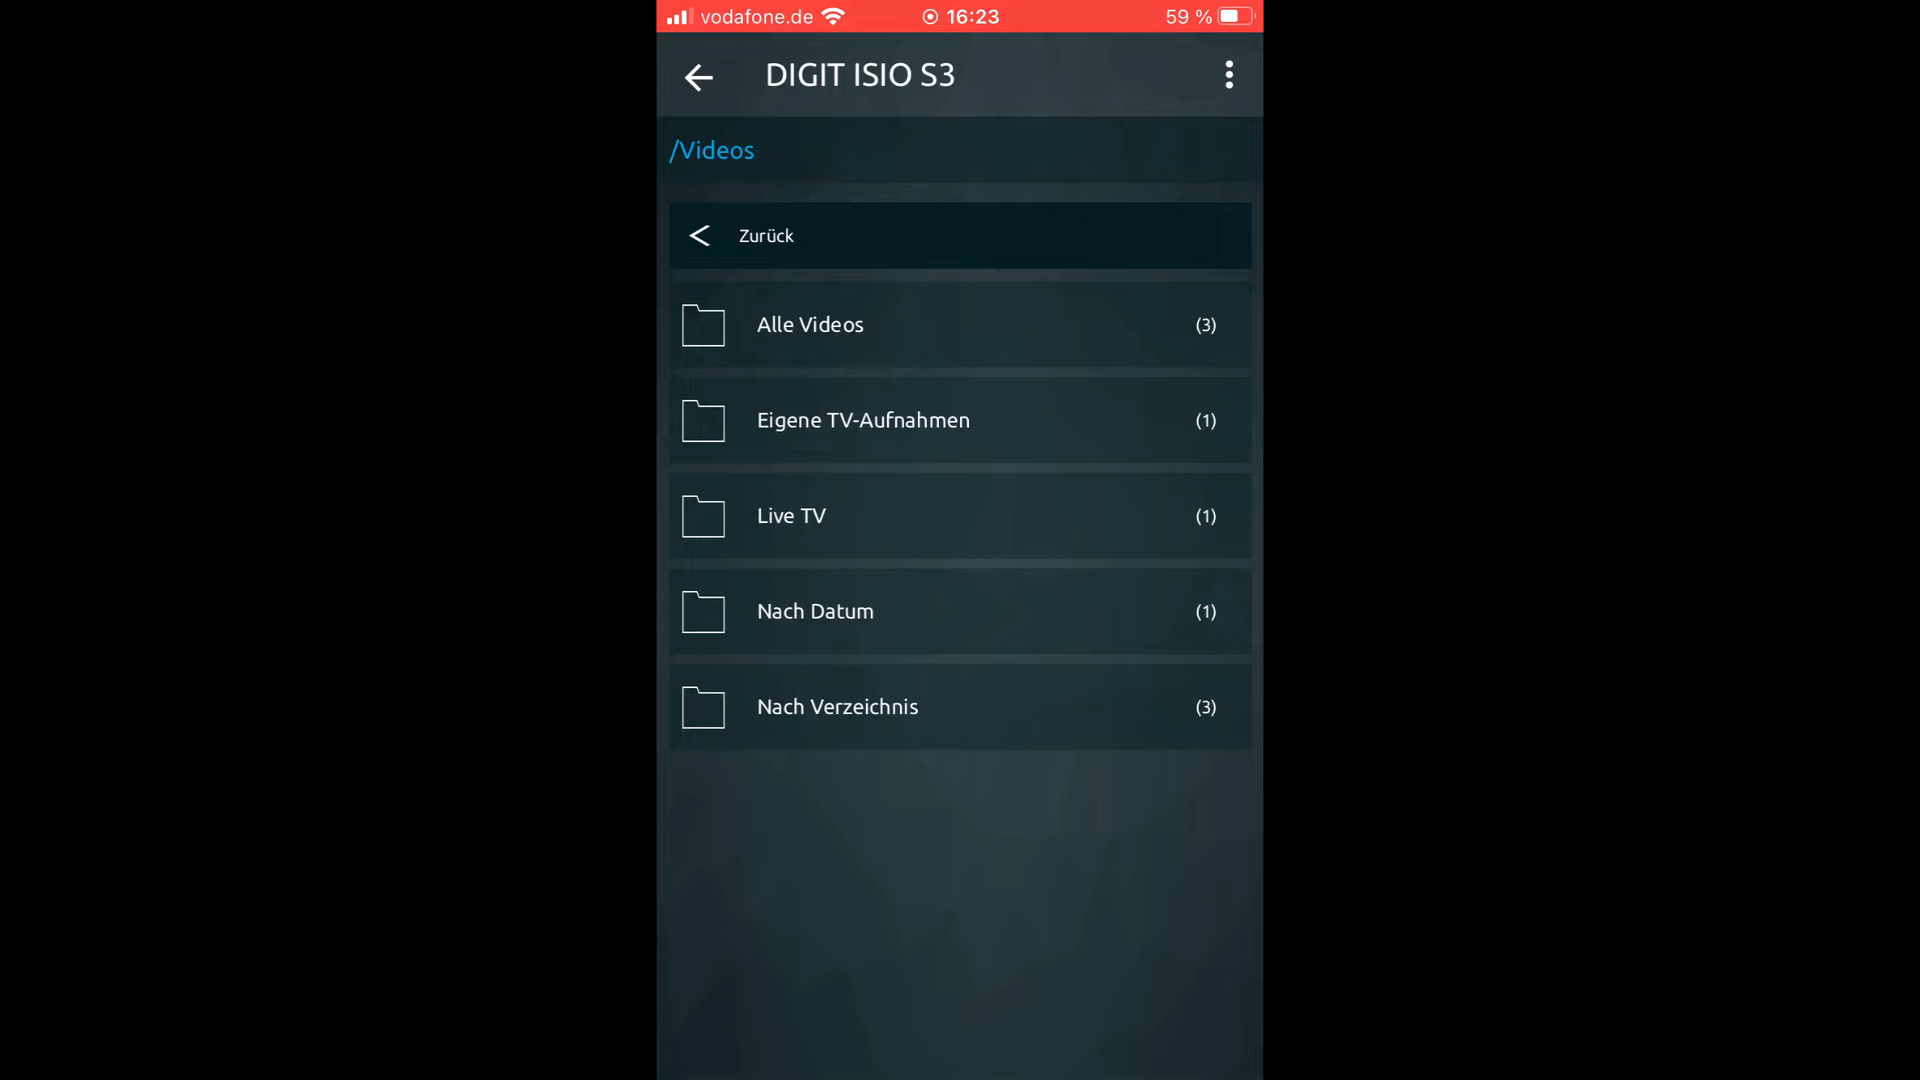 vodafone.de 16:23 59 %
DIGIT ISIO S3
/Videos
Zurück
Alle Videos (3)
Eigene TV-Aufnahmen (1)
Live TV (1)
Nach Datum (1)
Nach Verzeichnis (3)